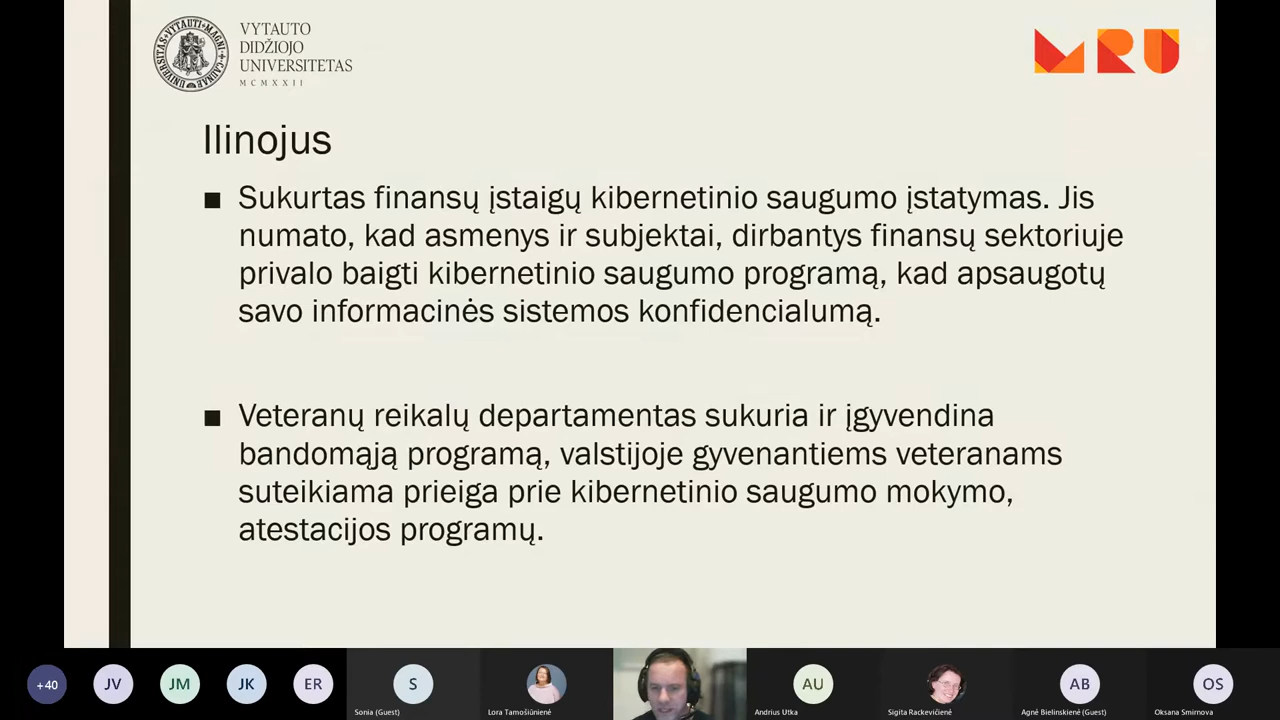 VYTAUTO
DIDŽIOJO
UNIVERSITETAS
MCMXXII
MRU
Ilinojus
■ Sukurtas finansų įstaigų kibernetinio saugumo įstatymas. Jis
numato, kad asmenys ir subjektai, dirbantys finansų sektoriuje
privalo baigti kibernetinio saugumo programą, kad apsaugotų
savo informacinės sistemos konfidencialumą.
■ Veteranų reikalų departamentas sukuria ir įgyvendina
bandomąją programą, valstijoje gyvenantiems veteranams
suteikiama prieiga prie kibernetinio saugumo mokymo,
atestacijos programų.
+40
JV
JM
JK
ER
S
Sonia (Guest)
Lora Tamošiūnienė
AU
Andrius Utka
Sigita Rackevičienė
AB
Agnė Bielinskienė (Guest)
OS
Oksana Smirnova